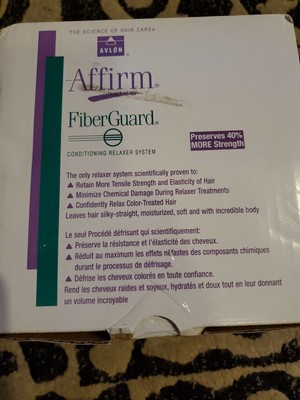 THE SCIENCE OF HAIR CARE®
AVLON®
Affirm®
FiberGuard®
CONDITIONING RELAXER SYSTEM
Preserves 40%
MORE Strength
The only relaxer system scientifically proven to:
▲ Retain More Tensile Strength and Elasticity of Hair
▲ Minimize Chemical Damage During Relaxer Treatments
▲ Confidently Relax Color-Treated Hair
Leaves hair silky-straight, moisturized, soft and with incredible body
Le seul Procédé défrisant qui scientifiquement:
▲ Préserve la résistance et l'élasticité des cheveux.
▲ Réduit au maximum les effets néfastes des composants chimiques
durant le processus de défrisage.
▲ Défrise les cheveux colorés en toute confiance.
Rend les cheveux raides et soyeux, hydratés et doux tout en leur donnant
un volume incroyable